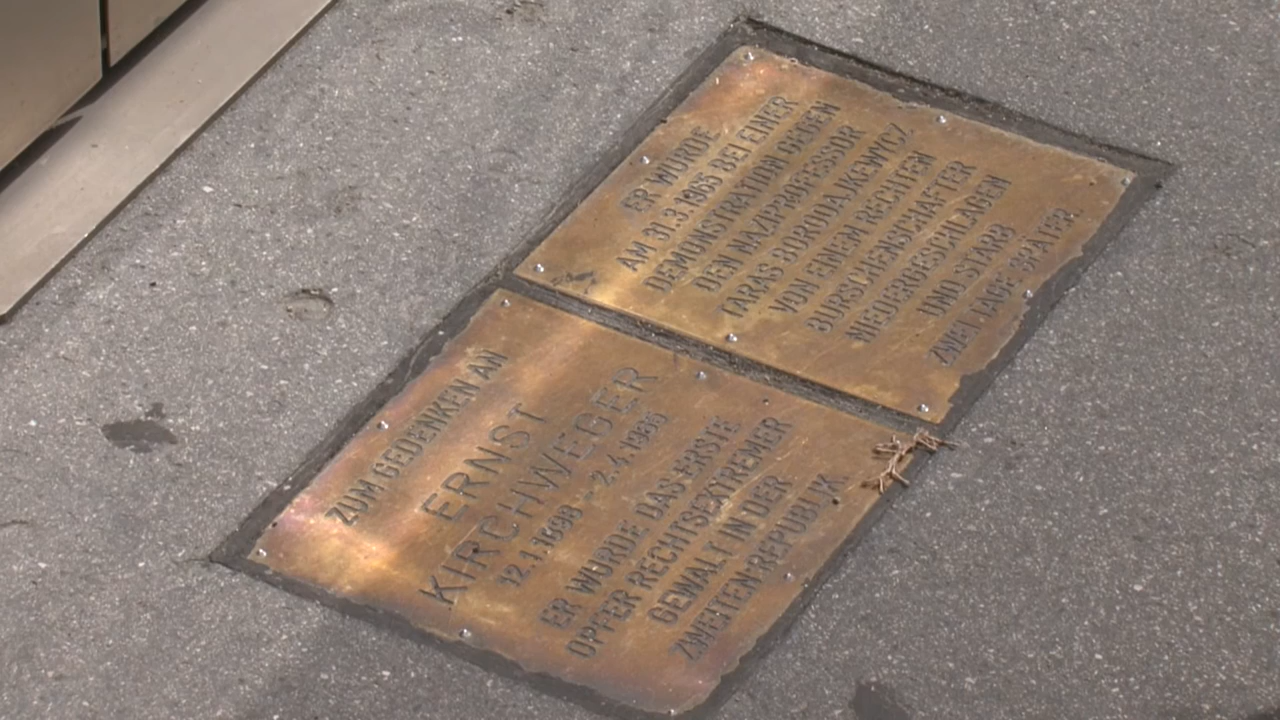 ZUM GEDENKEN AN
ERNST
KIRCHWEGER
12.1.1898 - 2.4.1965
ER WURDE DAS ERSTE
OPFER RECHTSEXTREMER
GEWALT IN DER
ZWEITEN REPUBLIK
ER WURDE
AM 31.3.1965 BEI EINER
DEMONSTRATION GEGEN
DEN NAZIPROFESSOR
TARAS BORODAJKEWYCZ
VON EINEM RECHTEN
BURSCHENSCHAFTER
NIEDERGESCHLAGEN
UND STARB
ZWEI TAGE SPÄTER